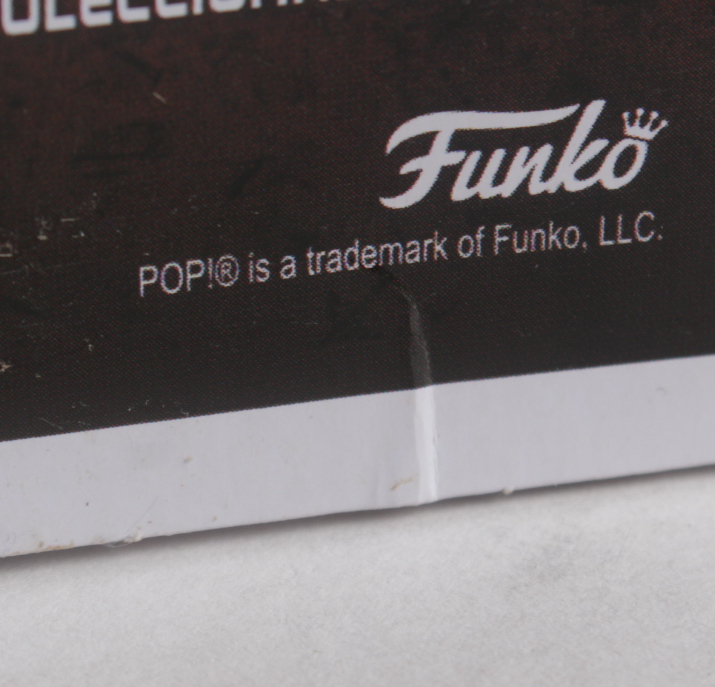 Funko
POP!® is a trademark of Funko, LLC.